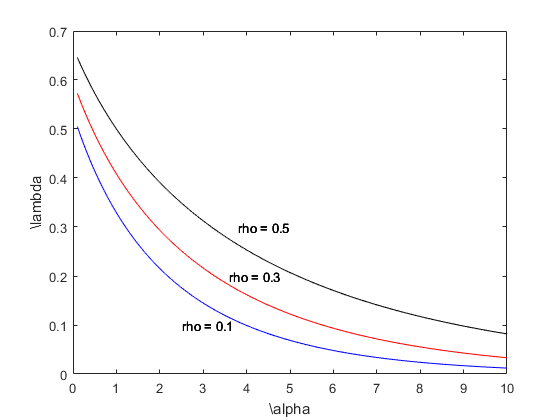 0.7
0.6
0.5
0.4
0.3
0.2
0.1
0
\lambda
rho = 0.5
rho = 0.3
rho = 0.1
0 1 2 3 4 5 6 7 8 9 10
\alpha